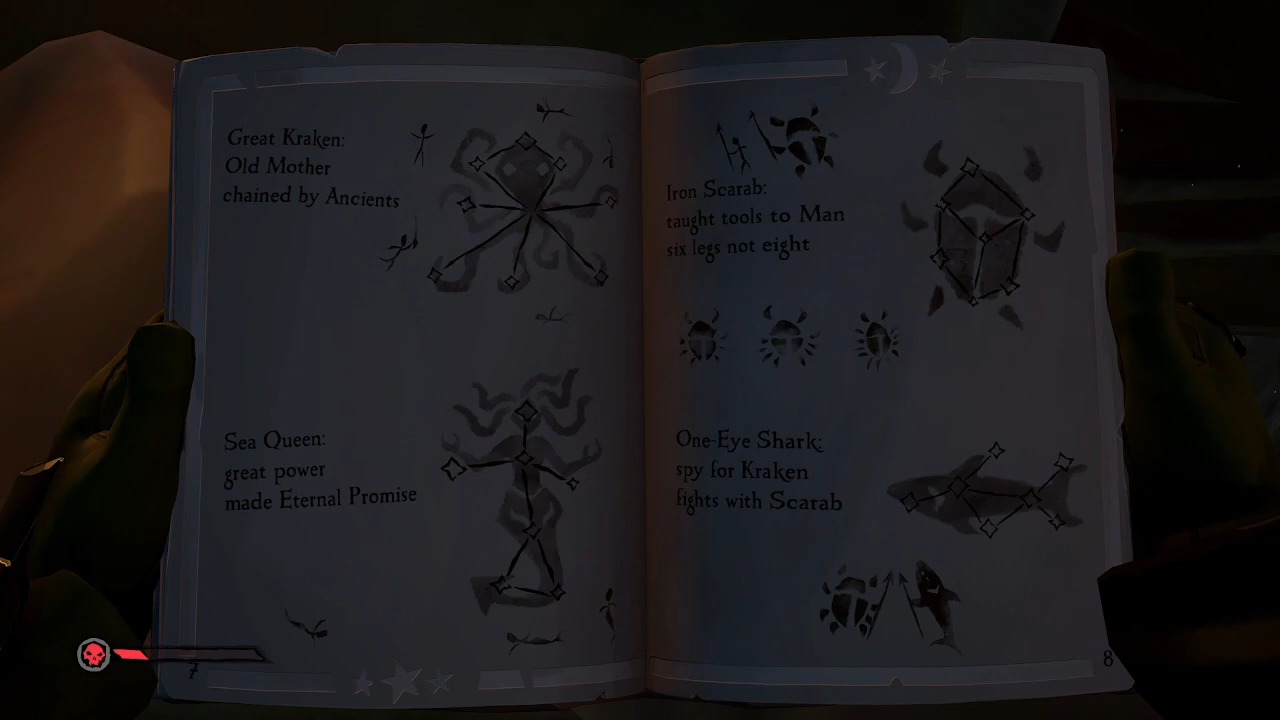 Great Kraken:
Old Mother
chained by Ancients
Sea Queen:
great power
made Eternal Promise
7
Iron Scarab:
taught tools to Man
six legs not eight
One-Eye Shark:
spy for Kraken
fights with Scarab
8